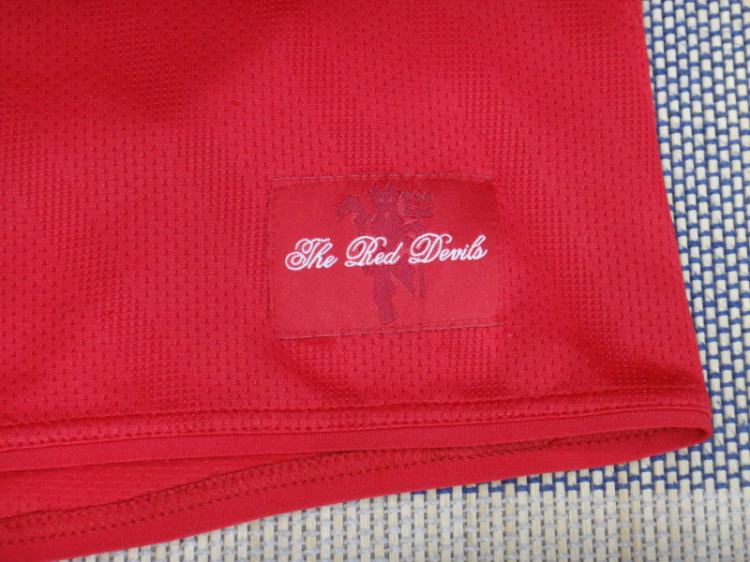 The Red Devils